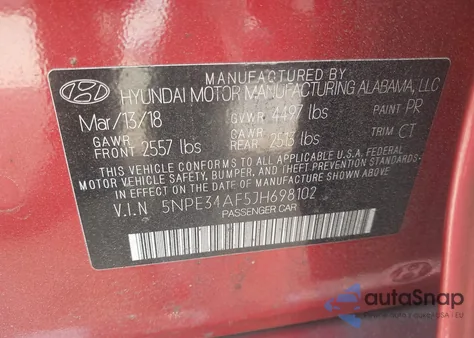 MANUFACTURED BY
HYUNDAI MOTOR MANUFACTURING ALABAMA, LLC
Mar/13/18 GVWR 4497 lbs PAINT PR
GAWR FRONT 2557 lbs GAWR REAR 2513 lbs TRIM CT
THIS VEHICLE CONFORMS TO ALL APPLICABLE U.S.A. FEDERAL
MOTOR VEHICLE SAFETY, BUMPER, AND THEFT PREVENTION
STANDARDS IN EFFECT ON THE DATE OF MANUFACTURE SHOWN ABOVE.
V.I.N 5NPE34AF5JH698102
PASSENGER CAR
autaSnap